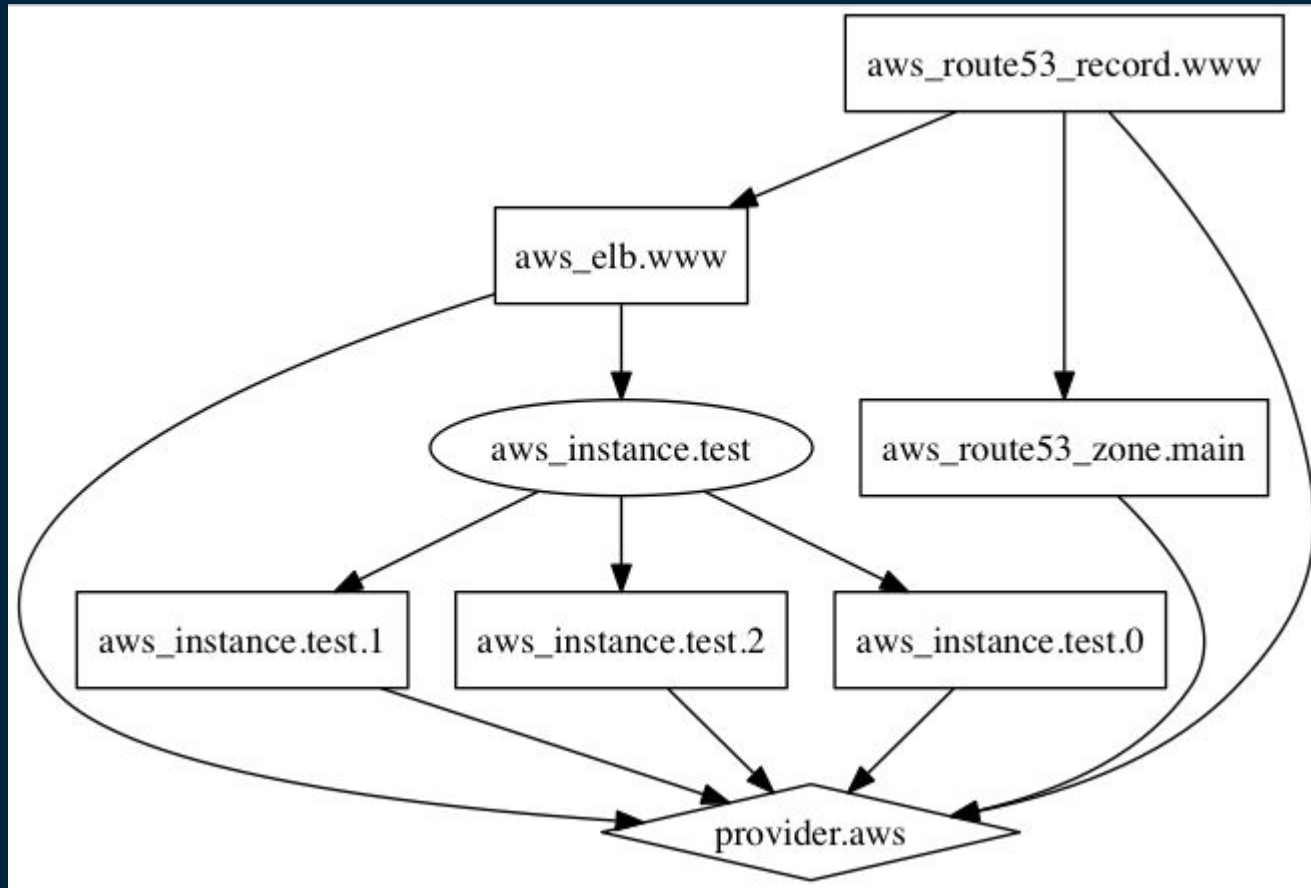 aws_route53_record.www
aws_elb.www
aws_instance.test
aws_route53_zone.main
aws_instance.test.1
aws_instance.test.2
aws_instance.test.0
provider.aws